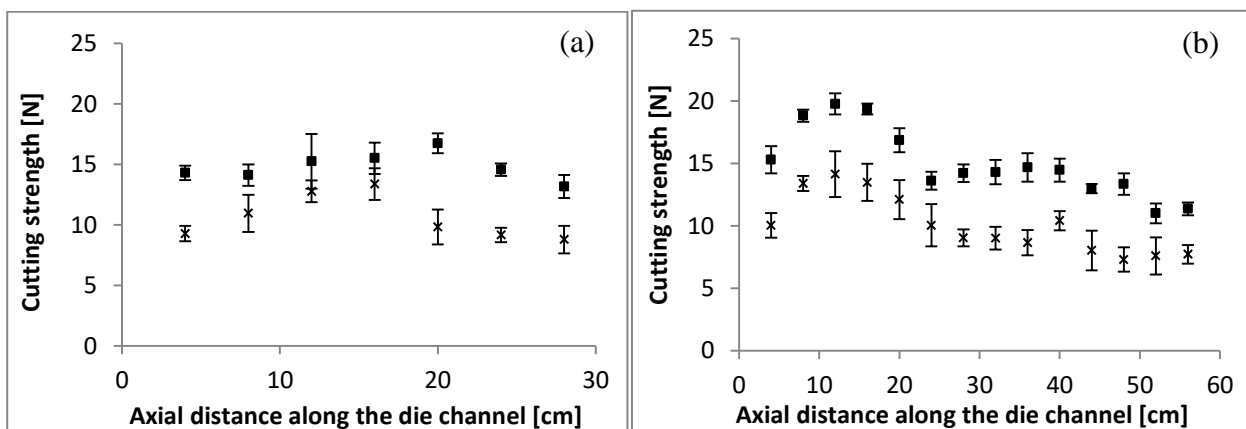 (a)
25
20
15
10
5
0
Cutting strength [N]
0 10 20 30
Axial distance along the die channel [cm]
(b)
25
20
15
10
5
0
Cutting strength [N]
0 10 20 30 40 50 60
Axial distance along the die channel [cm]